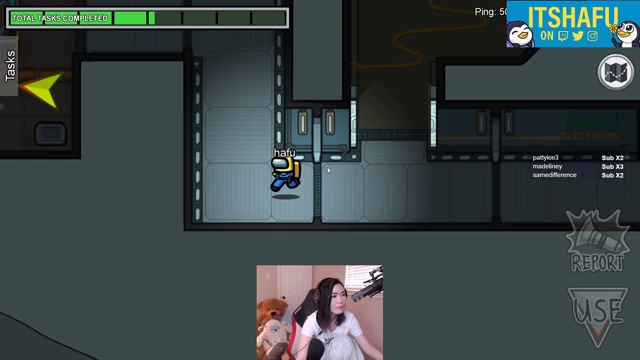 TOTAL TASKS COMPLETED
Ping: 50
ITSHAFU
ON
Tasks
hafu
ELECTRICAL
pattyice3 Sub X2
madeliney Sub X3
samedifference Sub X2
REPORT
USE